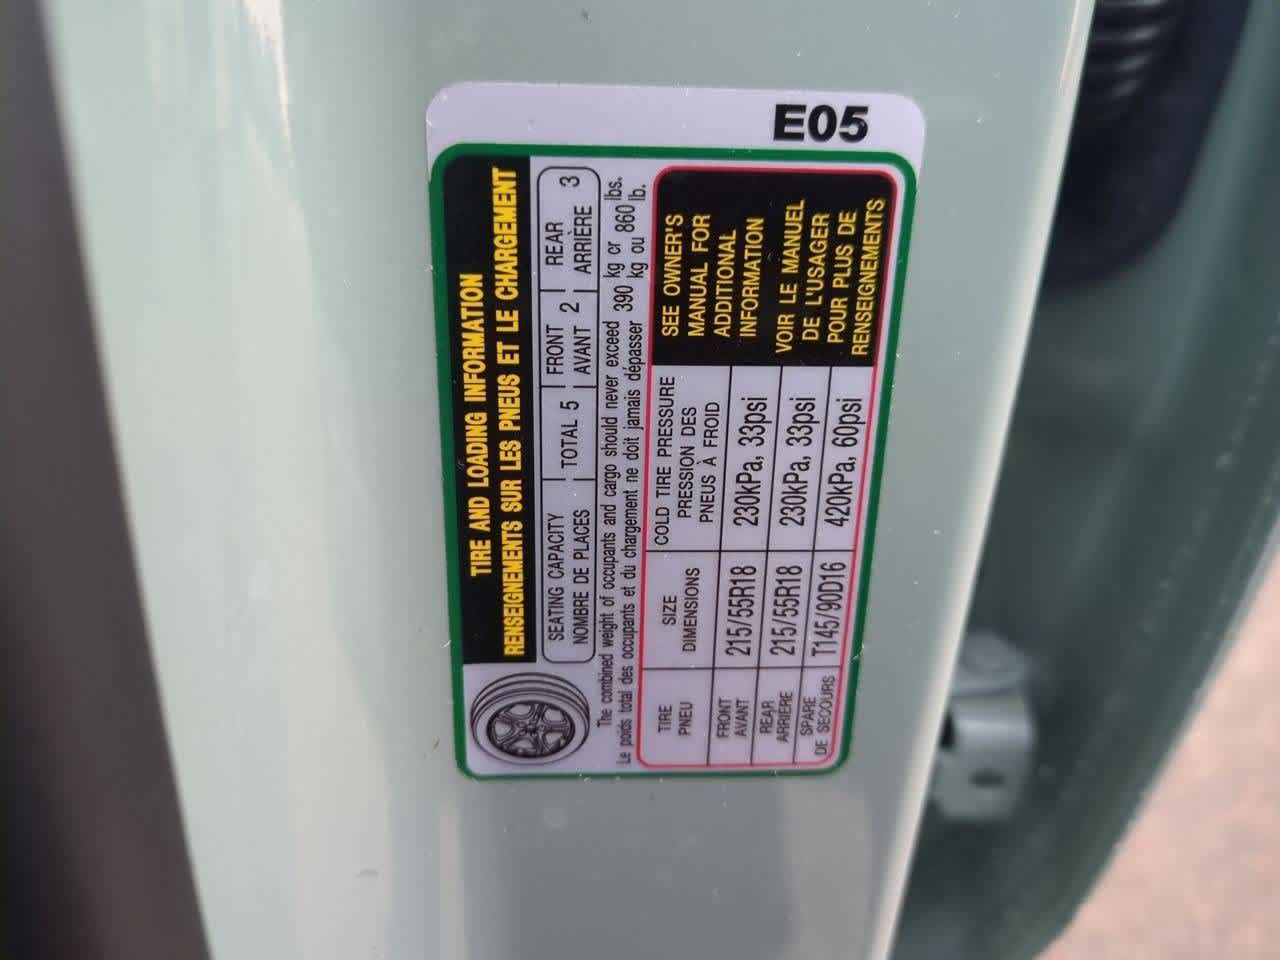 E05
TIRE AND LOADING INFORMATION
RENSEIGNEMENTS SUR LES PNEUS ET LE CHARGEMENT
SEATING CAPACITY
NOMBRE DE PLACES
TOTAL 5
FRONT
AVANT
2
REAR
ARRIÈRE
3
The combined weight of occupants and cargo should never exceed 390 kg or 860 lbs.
Le poids total des occupants et du chargement ne doit jamais dépasser kg ou lb.
TIRE
PNEU
SIZE
DIMENSIONS
COLD TIRE PRESSURE
PRESSION DES
PNEUS À FROID
FRONT
AVANT
215/55R18
230kPa, 33psi
REAR
ARRIÈRE
215/55R18
230kPa, 33psi
SPARE
DE SECOURS
T145/90D16
420kPa, 60psi
SEE OWNER'S
MANUAL FOR
ADDITIONAL
INFORMATION
VOIR LE MANUEL
DE L'USAGER
POUR PLUS DE
RENSEIGNEMENTS